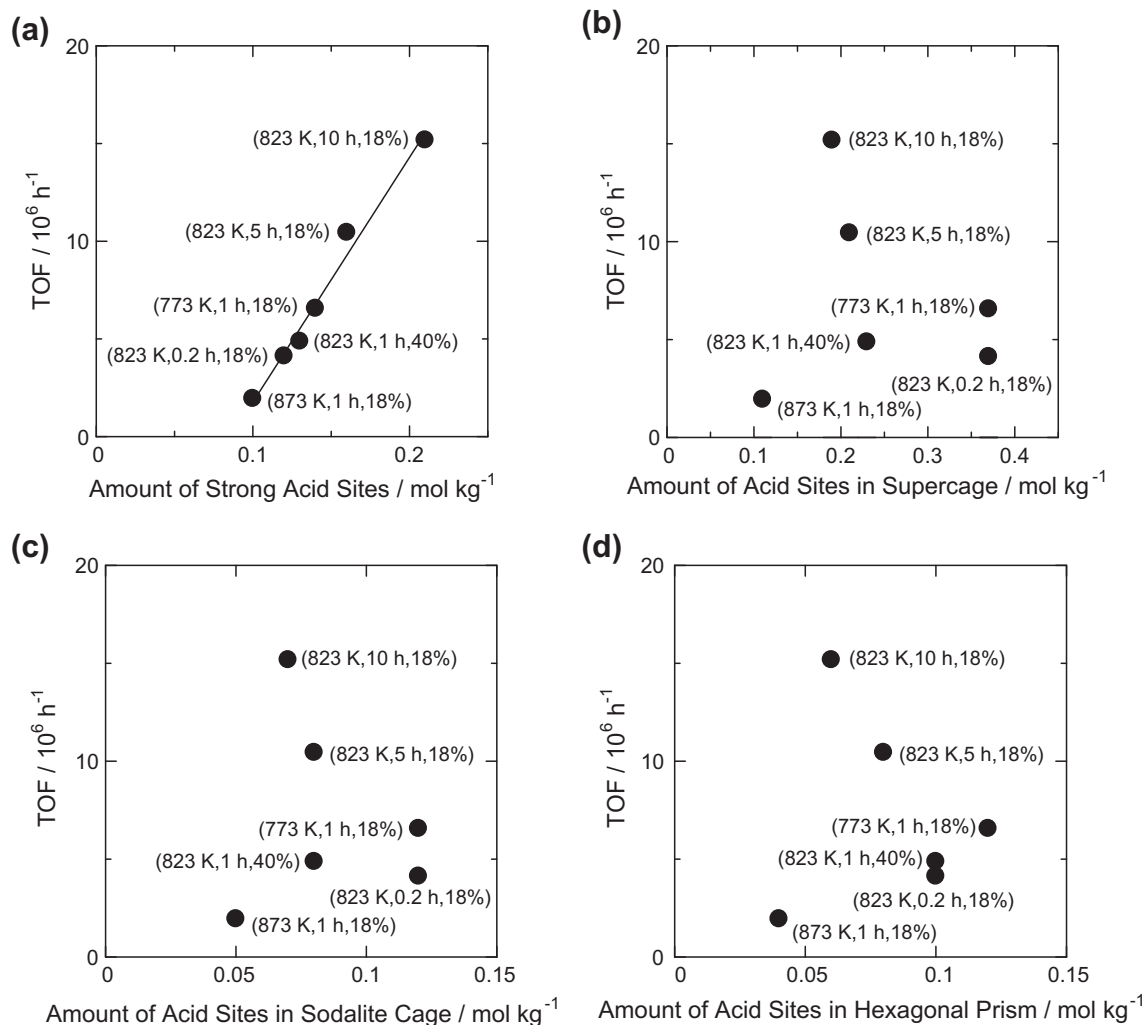 (a)
20
10
0
TOF / 10⁶ h⁻¹
(823 K,10 h,18%)
(823 K,5 h,18%)
(773 K,1 h,18%)
(823 K,1 h,40%)
(823 K,0.2 h,18%)
(873 K,1 h,18%)
0 0.1 0.2
Amount of Strong Acid Sites / mol kg⁻¹
(b)
20
10
0
TOF / 10⁶ h⁻¹
(823 K,10 h,18%)
(823 K,5 h,18%)
(773 K,1 h,18%)
(823 K,1 h,40%)
(823 K,0.2 h,18%)
(873 K,1 h,18%)
0 0.1 0.2 0.3 0.4
Amount of Acid Sites in Supercage / mol kg⁻¹
(c)
20
10
0
TOF / 10⁶ h⁻¹
(823 K,10 h,18%)
(823 K,5 h,18%)
(773 K,1 h,18%)
(823 K,1 h,40%)
(823 K,0.2 h,18%)
(873 K,1 h,18%)
0 0.05 0.1 0.15
Amount of Acid Sites in Sodalite Cage / mol kg⁻¹
(d)
20
10
0
TOF / 10⁶ h⁻¹
(823 K,10 h,18%)
(823 K,5 h,18%)
(773 K,1 h,18%)
(823 K,1 h,40%)
(823 K,0.2 h,18%)
(873 K,1 h,18%)
0 0.05 0.1 0.15
Amount of Acid Sites in Hexagonal Prism / mol kg⁻¹